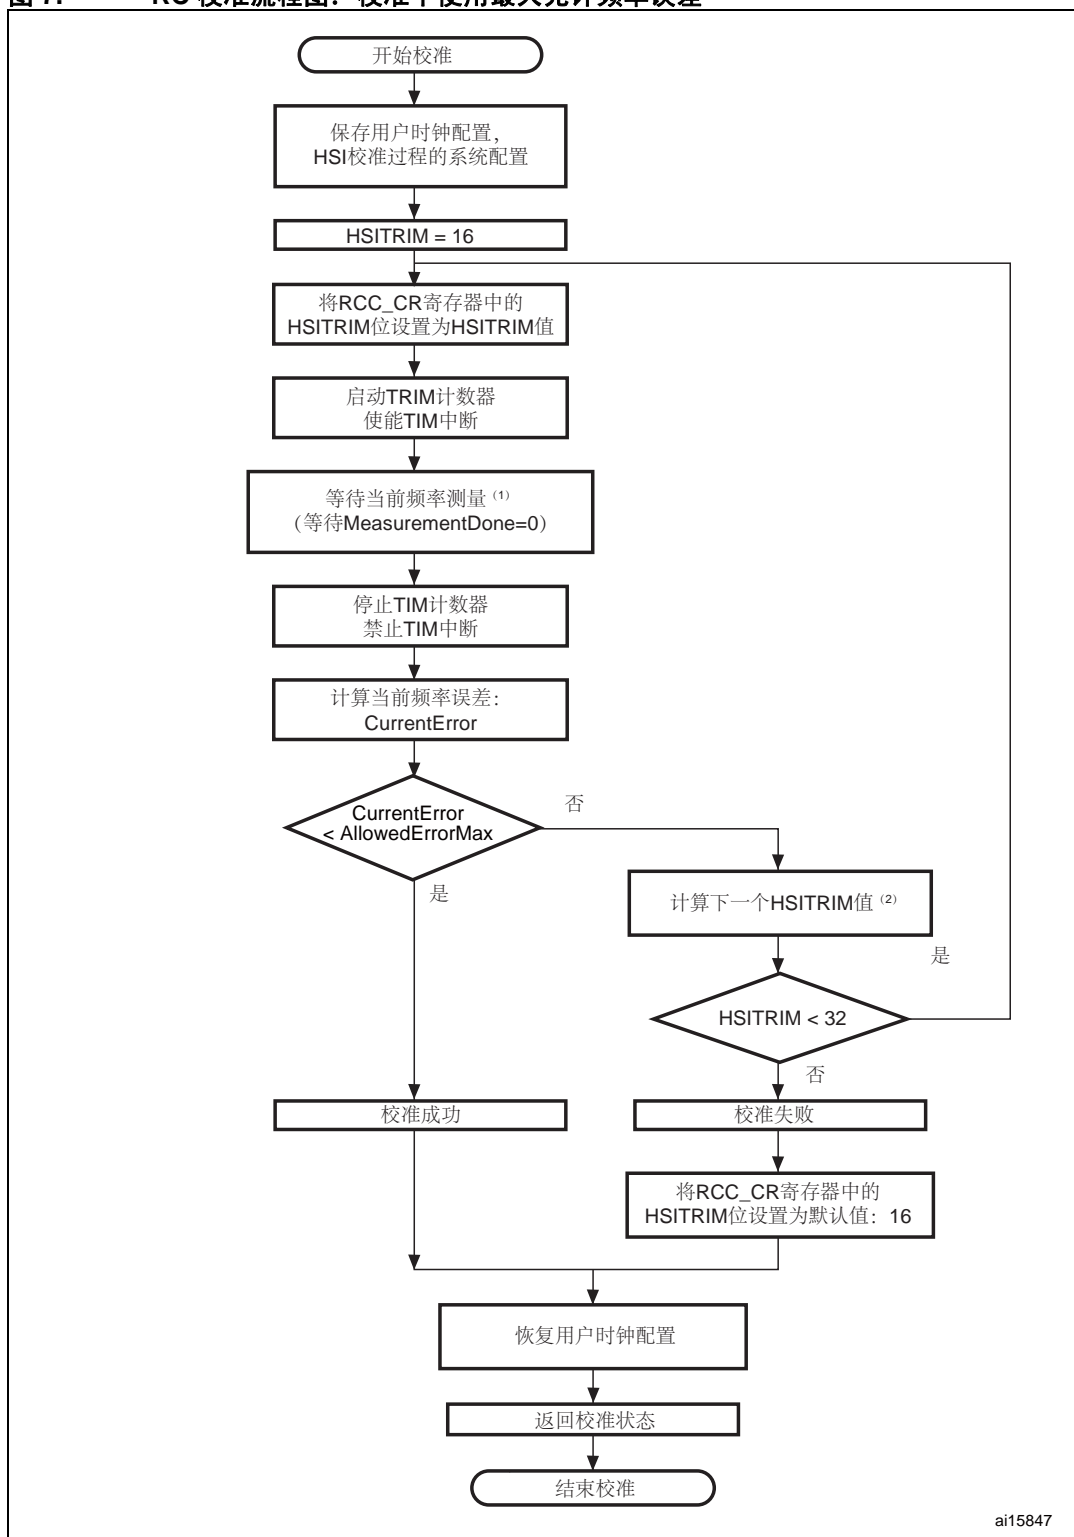 开始校准
保存用户时钟配置，
HSI校准过程的系统配置
HSITRIM = 16
将RCC_CR寄存器中的
HSITRIM位设置为HSITRIM值
启动TRIM计数器
使能TIM中断
等待当前频率测量（1）
（等待MeasurementDone=0）
停止TIM计数器
禁止TIM中断
计算当前频率误差：
CurrentError
CurrentError
< AllowedErrorMax
否
是
计算下一个HSITRIM值（2）
是
HSITRIM < 32
否
校准成功
校准失败
将RCC_CR寄存器中的
HSITRIM位设置为默认值：16
恢复用户时钟配置
返回校准状态
结束校准
ai15847